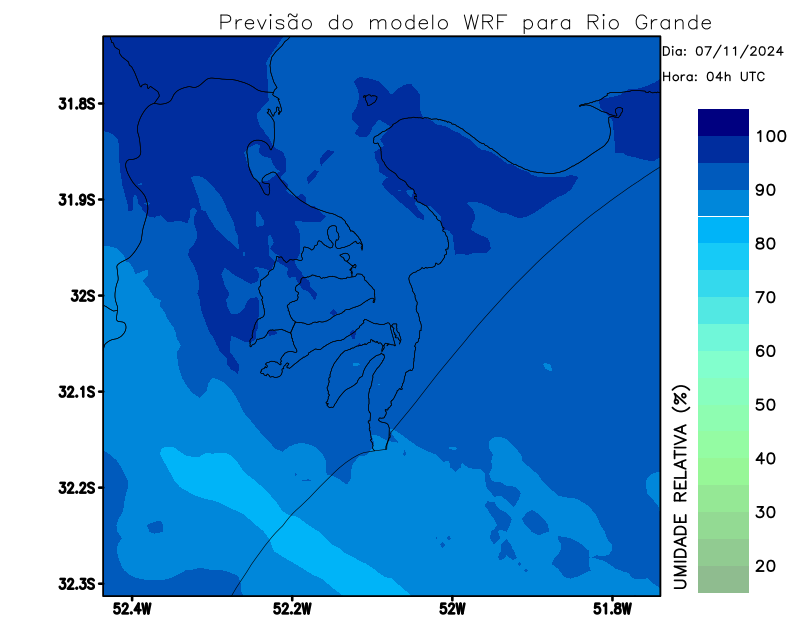 Previsão do modelo WRF para Rio Grande
Dia: 07/11/2024
Hora: 04h UTC
31.8S
31.9S
32S
32.1S
32.2S
32.3S
52.4W
52.2W
52W
51.8W
100
90
80
70
60
50
40
30
20
UMIDADE RELATIVA (%)